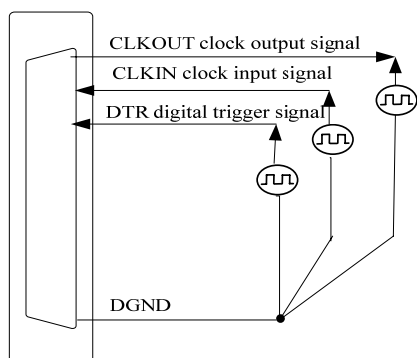 CLKOUT clock output signal
CLKIN clock input signal
DTR digital trigger signal
DGND